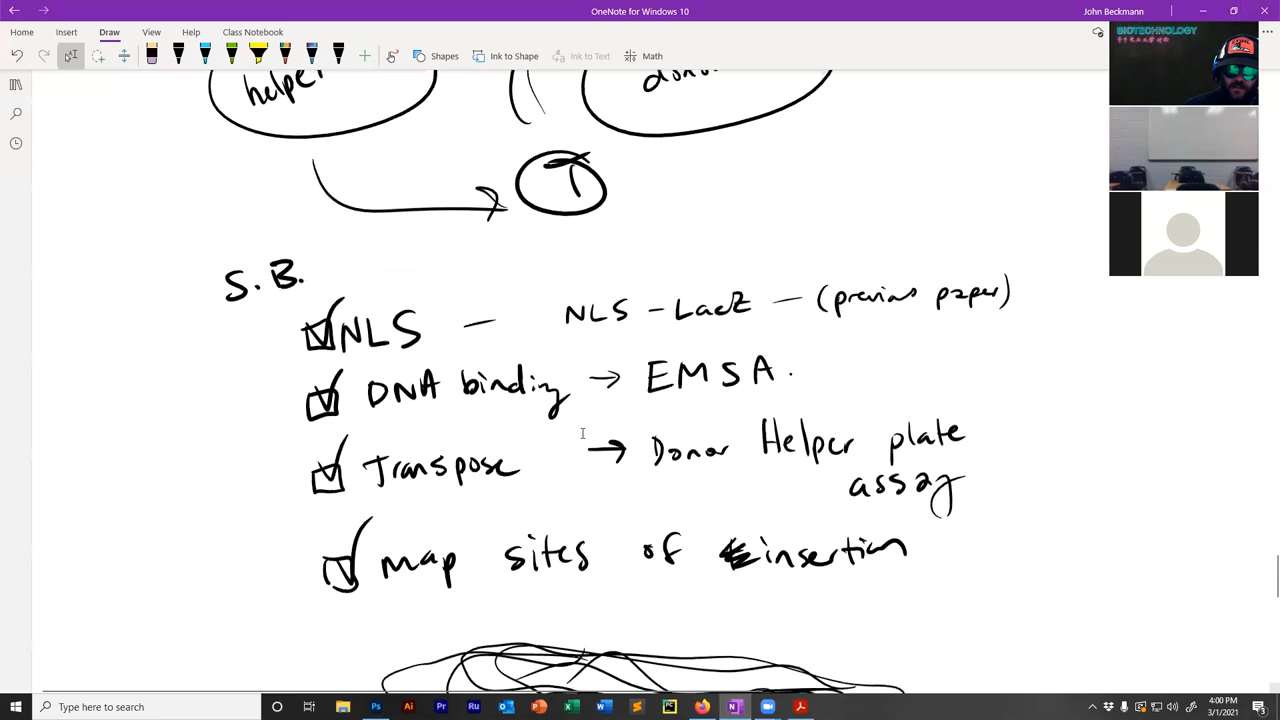 OneNote for Windows 10
John Beckmann
Home Insert Draw View Help Class Notebook
Shapes Ink to Shape Ink to Text Math
BIOTECHNOLOGY
helper
T
S.B.
NLS - NLS - LacZ - (previous paper)
DNA binding → EMSA.
Transpose → Donor Helper plate
assay
map sites of insertion
Type here to search
4:00 PM
3/1/2021